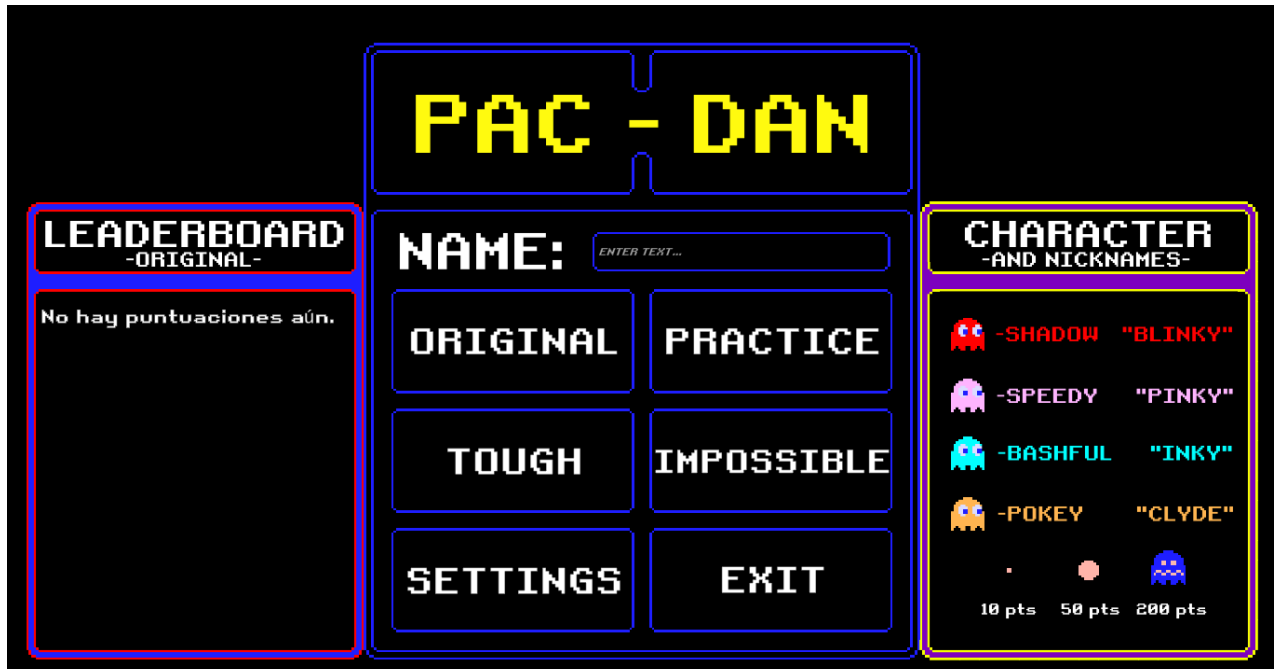 PAC - DAN
LEADERBOARD
-ORIGINAL-
No hay puntuaciones aún.
NAME: ENTER TEXT...
ORIGINAL
PRACTICE
TOUGH
IMPOSSIBLE
SETTINGS
EXIT
CHARACTER
-AND NICKNAMES-
-SHADOW "BLINKY"
-SPEEDY "PINKY"
-BASHFUL "INKY"
-POKEY "CLYDE"
10 pts 50 pts 200 pts